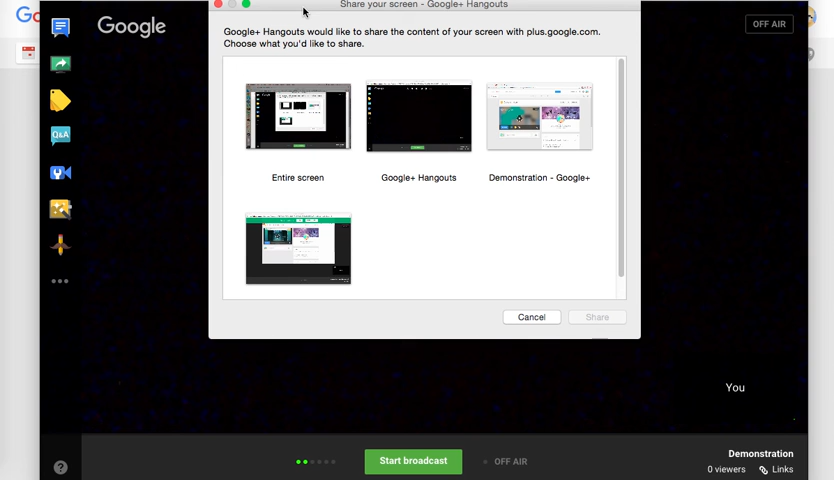 Share your screen - Google+ Hangouts
Google
OFF AIR
Google+ Hangouts would like to share the content of your screen with plus.google.com.
Choose what you'd like to share.
Q&A
Entire screen
Google+ Hangouts
Demonstration - Google+
Cancel
Share
You
?
Start broadcast
OFF AIR
Demonstration
0 viewers
Links